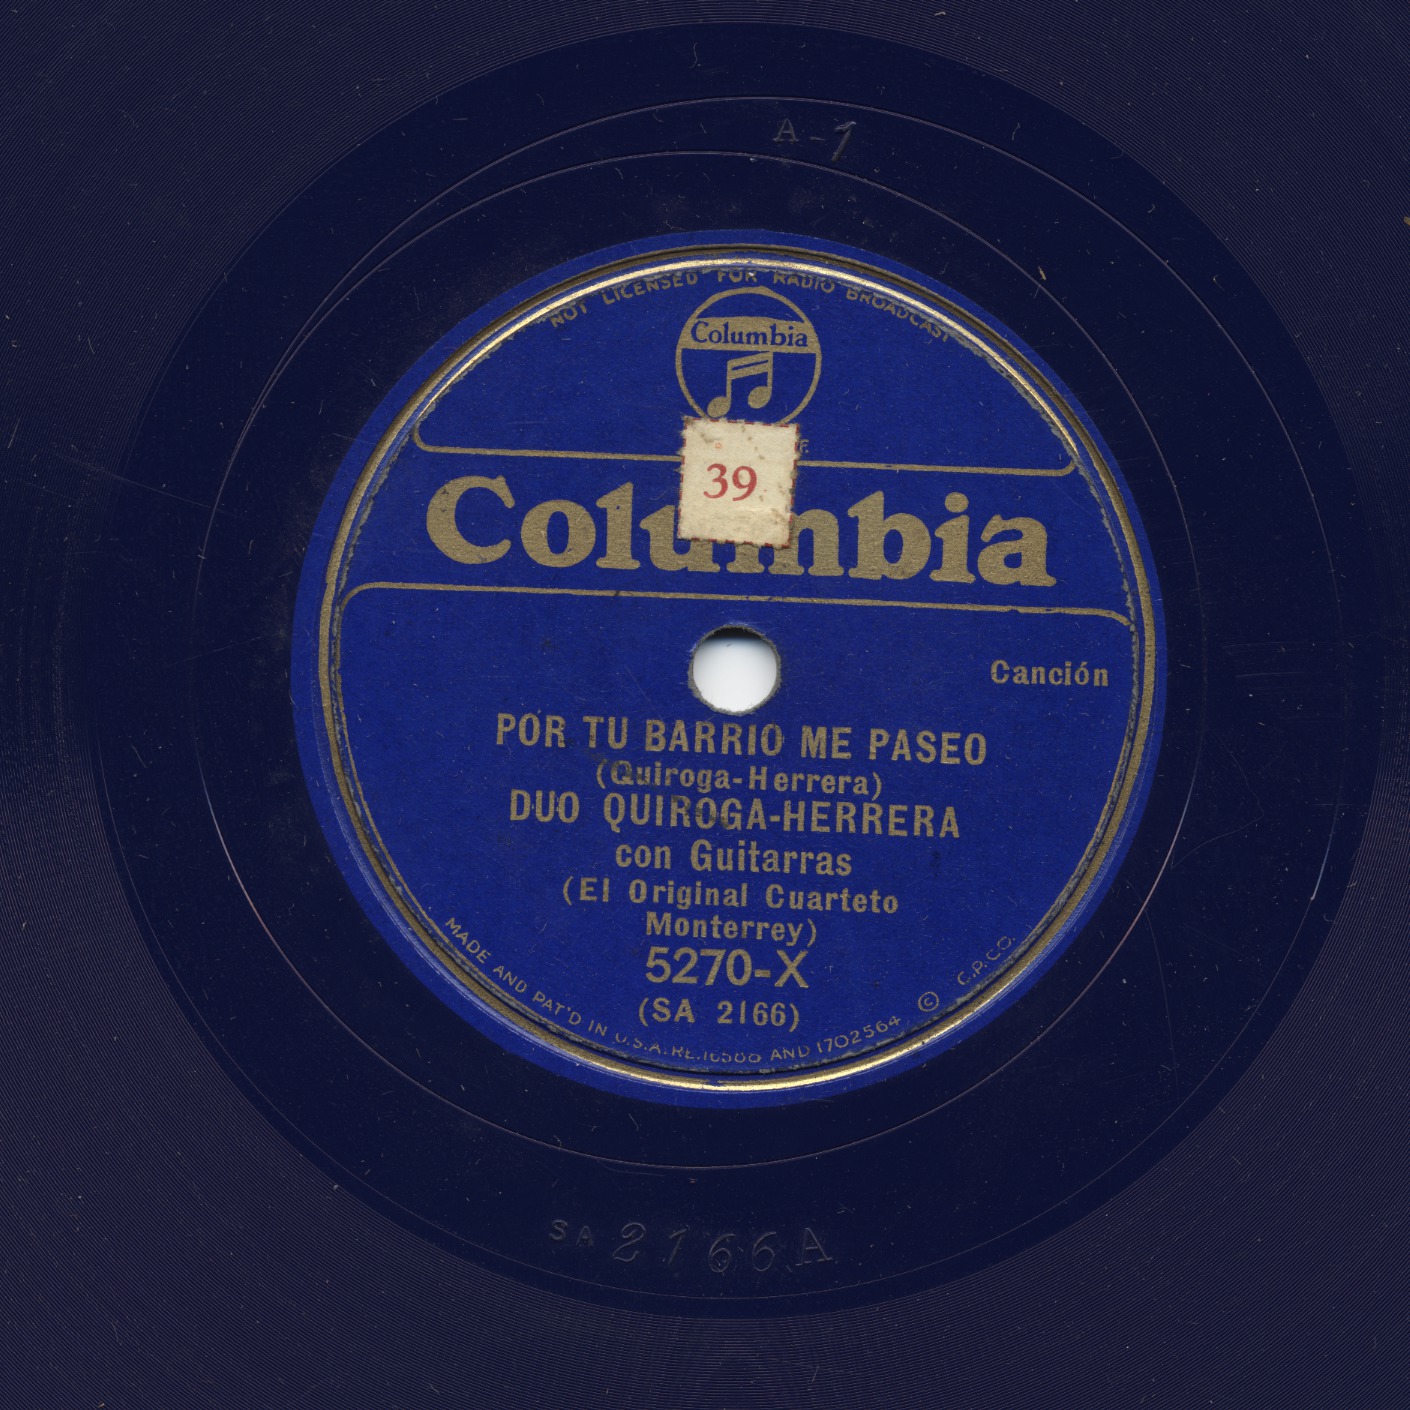 A-1
NOT LICENSED FOR RADIO BROADCAST
Columbia
39
Columbia
Canción
POR TU BARRIO ME PASEO
(Quiroga-Herrera)
DUO QUIROGA-HERRERA
con Guitarras
(El Original Cuarteto
Monterrey)
5270-X
(SA 2166)
MADE AND PAT'D IN U.S.A. RE. 16588 AND 1702564 © C.P.CO.
SA 2166 A